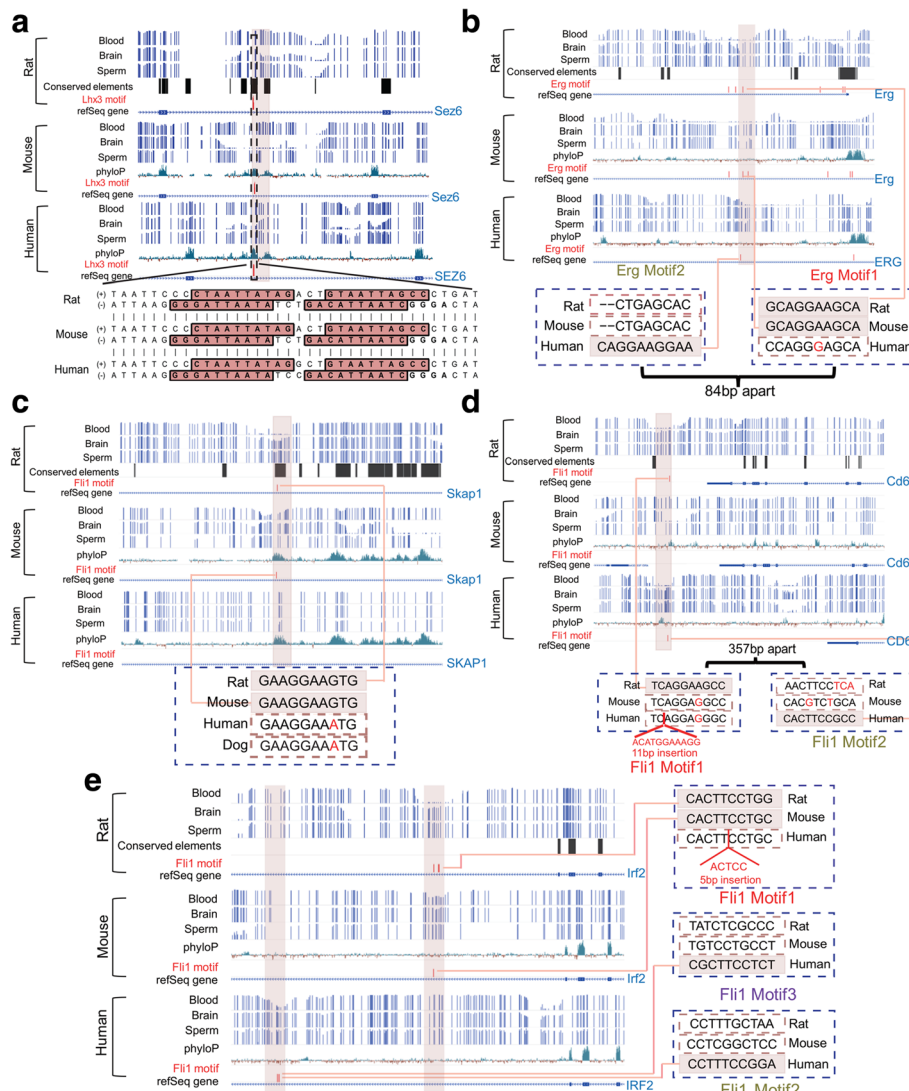 a
Rat
Blood
Brain
Sperm
Conserved elements
Lhx3 motif
refSeq gene
Sez6
Mouse
Blood
Brain
Sperm
phyloP
Lhx3 motif
refSeq gene
Sez6
Human
Blood
Brain
Sperm
phyloP
Lhx3 motif
refSeq gene
SEZ6
Rat
(+) TAATTCCCCTAATTATAGACTGTAATTAGCCCTGAT
(-) ATTAAGGGGATTAATATCTGACATTAATCGGGACTA
Mouse
(+) TAATTCCCCTAATTATAGACTGTAATTAGCCCTGAT
(-) ATTAAGGGGATTAATATCTGACATTAATCGGGACTA
Human
b
Rat
Blood
Brain
Sperm
Conserved elements
Erg motif
refSeq gene
Erg
Mouse
Blood
Brain
Sperm
phyloP
Erg motif
refSeq gene
Erg
Human
Blood
Brain
Sperm
phyloP
Erg motif
refSeq gene
ERG
Erg Motif2
Erg Motif1
Rat --CTGAGCAC
Mouse --CTGAGCAC
Human CAGGAAGGAA
GCAGGAAGCA Rat
GCAGGAAGCA Mouse
CCAGGGAGCA Human
84bp apart
c
Rat
Blood
Brain
Sperm
Conserved elements
Fli1 motif
refSeq gene
Skap1
Mouse
Blood
Brain
Sperm
phyloP
Fli1 motif
refSeq gene
Skap1
Human
Blood
Brain
Sperm
phyloP
Fli1 motif
refSeq gene
SKAP1
Rat GAAGGAAGTG
Mouse GAAGGAAGTG
Human GAAGGAAATG
Dog GAAGGAAATG
d
Rat
Blood
Brain
Sperm
Conserved elements
Fli1 motif
refSeq gene
Cd6
Mouse
Blood
Brain
Sperm
phyloP
Fli1 motif
refSeq gene
Cd6
Human
Blood
Brain
Sperm
phyloP
Fli1 motif
refSeq gene
CD6
357bp apart
Rat TCAGGAAGCC
Mouse TCAGGAGGCC
Human TCAGGAGGGC
ACATGGAAAGG
11bp insertion
Fli1 Motif1
AACTTCCTCA Rat
CACGTCTGCA Mouse
CACTTCCGCC Human
Fli1 Motif2
e
Rat
Blood
Brain
Sperm
Conserved elements
Fli1 motif
refSeq gene
Irf2
Mouse
Blood
Brain
Sperm
phyloP
Fli1 motif
refSeq gene
Irf2
Human
Blood
Brain
Sperm
phyloP
Fli1 motif
refSeq gene
IRF2
CACTTCCTGG Rat
CACTTCCTGC Mouse
CACTTCCTGC Human
ACTCC
5bp insertion
Fli1 Motif1
TATCTCGCCC Rat
TGTCCTGCCT Mouse
CGCTTCCTCT Human
Fli1 Motif3
CCTTTGCTAA Rat
CCTCGGCTCC Mouse
CCTTTCCGGA Human
Fli1 Motif2